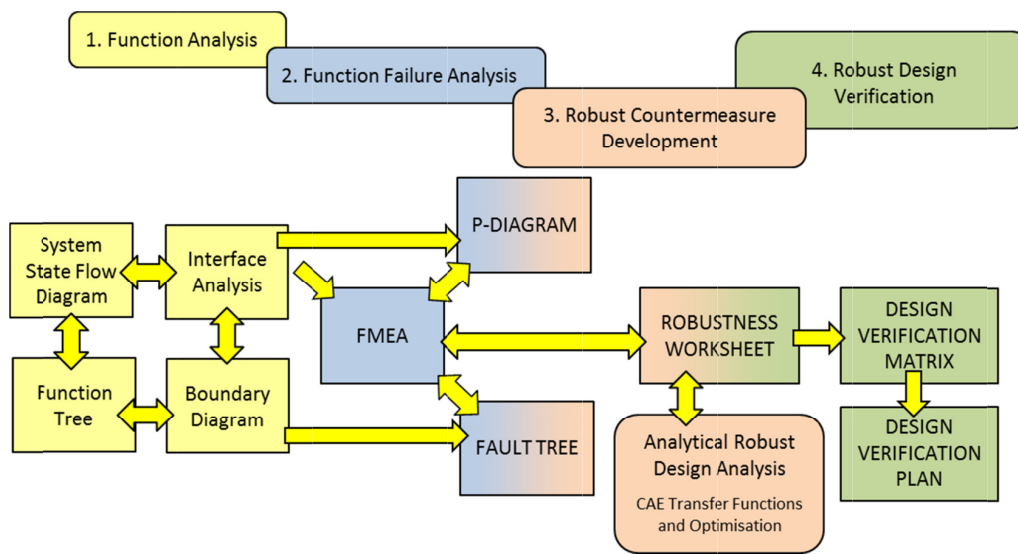 1. Function Analysis
2. Function Failure Analysis
3. Robust Countermeasure
Development
4. Robust Design
Verification
System
State Flow
Diagram
Interface
Analysis
Function
Tree
Boundary
Diagram
P-DIAGRAM
FMEA
FAULT TREE
ROBUSTNESS
WORKSHEET
Analytical Robust
Design Analysis
CAE Transfer Functions
and Optimisation
DESIGN
VERIFICATION
MATRIX
DESIGN
VERIFICATION
PLAN